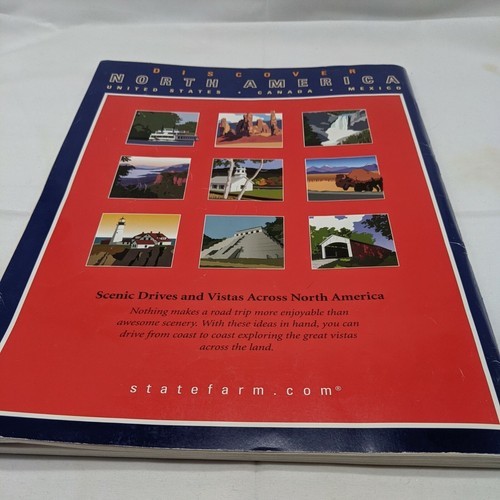 DISCOVER
NORTH AMERICA
UNITED STATES • CANADA • MEXICO
Scenic Drives and Vistas Across North America
Nothing makes a road trip more enjoyable than
awesome scenery. With these ideas in hand, you can
drive from coast to coast exploring the great vistas
across the land.
statefarm.com®